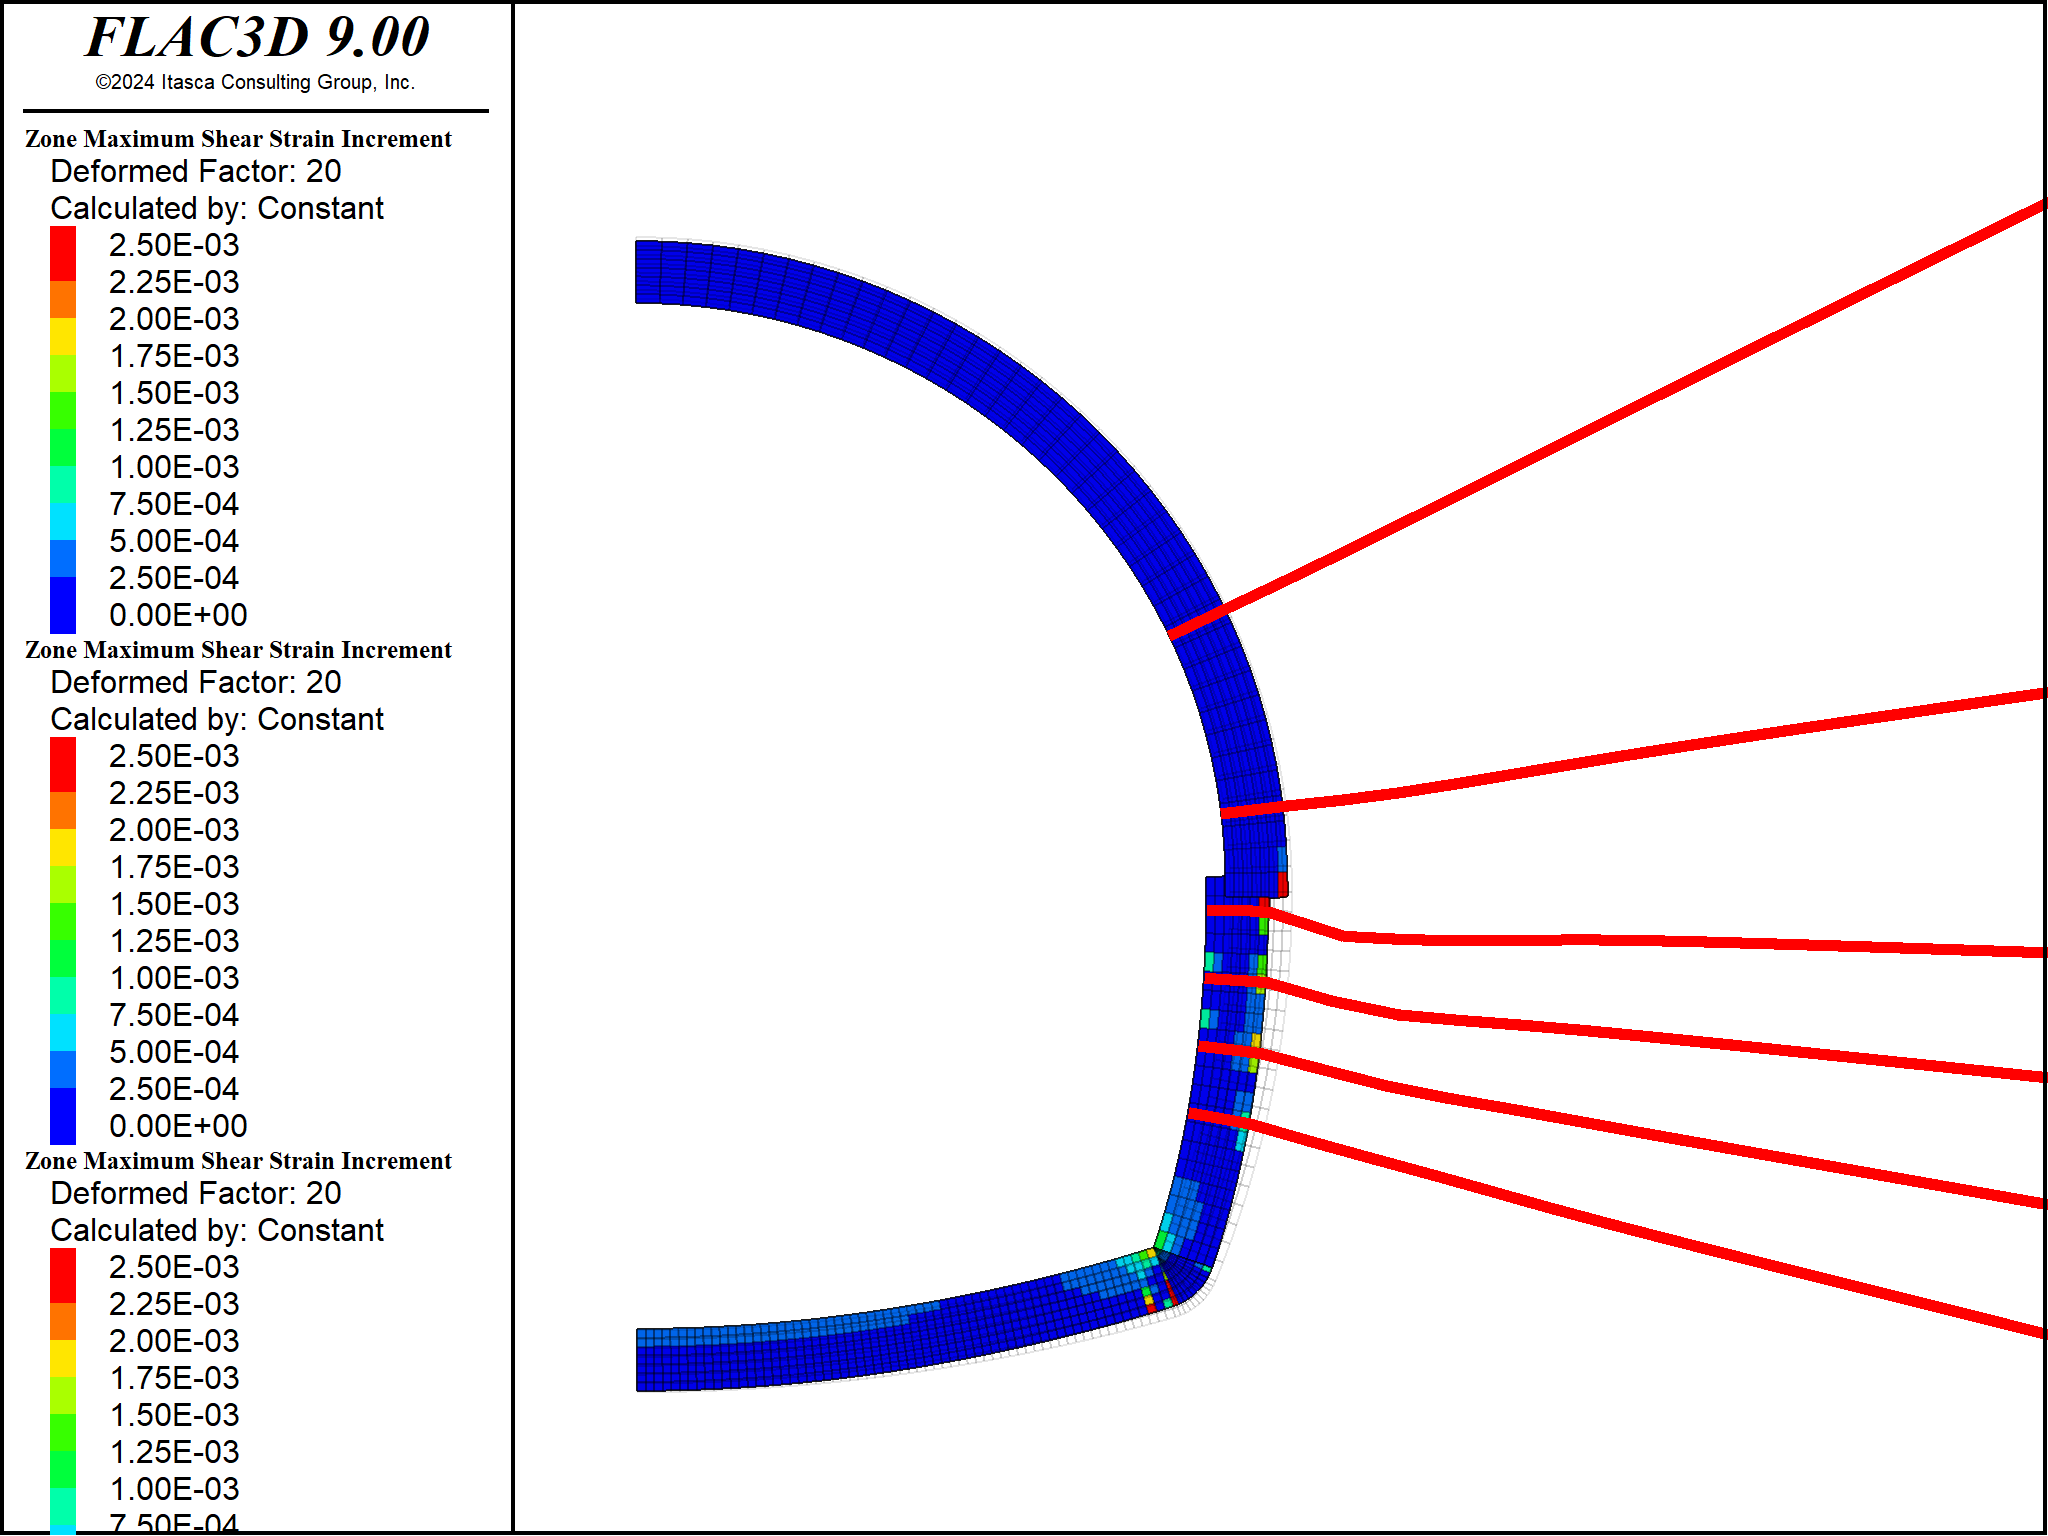 FLAC3D 9.00
©2024 Itasca Consulting Group, Inc.
Zone Maximum Shear Strain Increment
Deformed Factor: 20
Calculated by: Constant
2.50E-03
2.25E-03
2.00E-03
1.75E-03
1.50E-03
1.25E-03
1.00E-03
7.50E-04
5.00E-04
2.50E-04
0.00E+00
Zone Maximum Shear Strain Increment
Deformed Factor: 20
Calculated by: Constant
2.50E-03
2.25E-03
2.00E-03
1.75E-03
1.50E-03
1.25E-03
1.00E-03
7.50E-04
5.00E-04
2.50E-04
0.00E+00
Zone Maximum Shear Strain Increment
Deformed Factor: 20
Calculated by: Constant
2.50E-03
2.25E-03
2.00E-03
1.75E-03
1.50E-03
1.25E-03
1.00E-03
7.50E-04